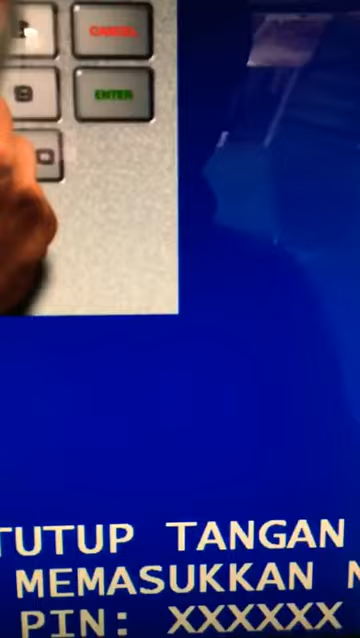 CANCEL
ENTER
TUTUP TANGAN
MEMASUKKAN
PIN: XXXXXX